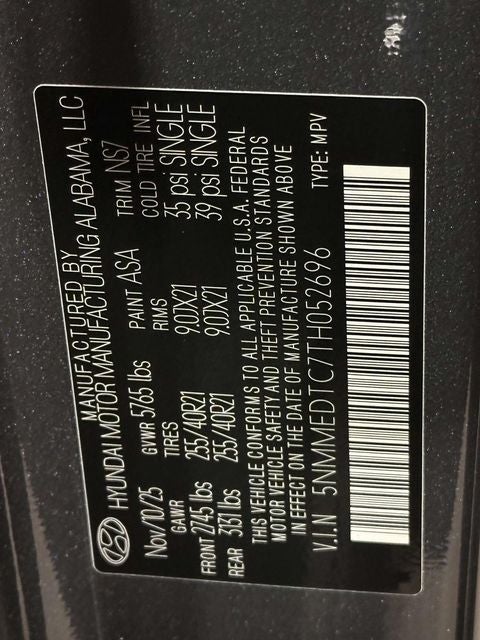 MANUFACTURED BY
HYUNDAI MOTOR MANUFACTURING ALABAMA, LLC
Nov/10/25 GVWR 5765 lbs PAINT ASA TRIM NS7
GAWR TIRES RIMS COLD TIRE INFL
FRONT 2745 lbs 255/40R21 9.0JX21 35 psi SINGLE
REAR 3131 lbs 255/40R21 9.0JX21 39 psi SINGLE
THIS VEHICLE CONFORMS TO ALL APPLICABLE U.S.A. FEDERAL
MOTOR VEHICLE SAFETY AND THEFT PREVENTION STANDARDS
IN EFFECT ON THE DATE OF MANUFACTURE SHOWN ABOVE
V.I.N 5NMMEDTC7TH052696 TYPE: MPV